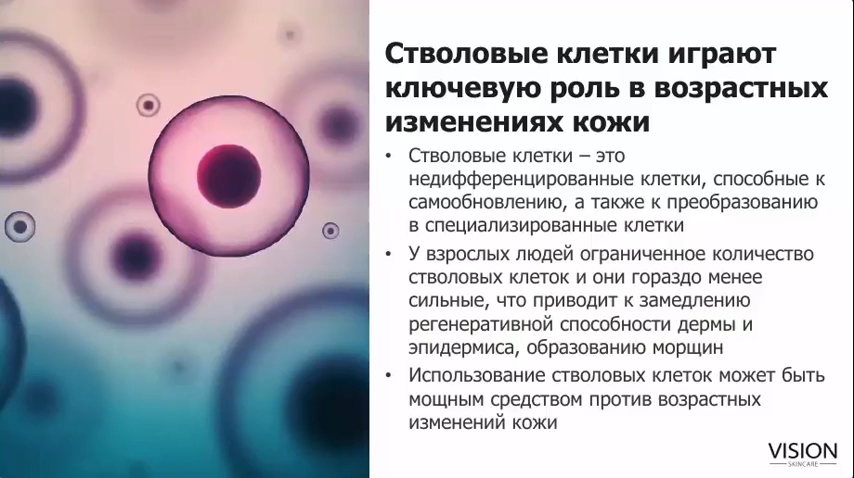 Стволовые клетки играют
ключевую роль в возрастных
изменениях кожи
• Стволовые клетки – это
недифференцированные клетки, способные к
самообновлению, а также к преобразованию
в специализированные клетки
• У взрослых людей ограниченное количество
стволовых клеток и они гораздо менее
сильные, что приводит к замедлению
регенеративной способности дермы и
эпидермиса, образованию морщин
• Использование стволовых клеток может быть
мощным средством против возрастных
изменений кожи
VISION
SKINCARE